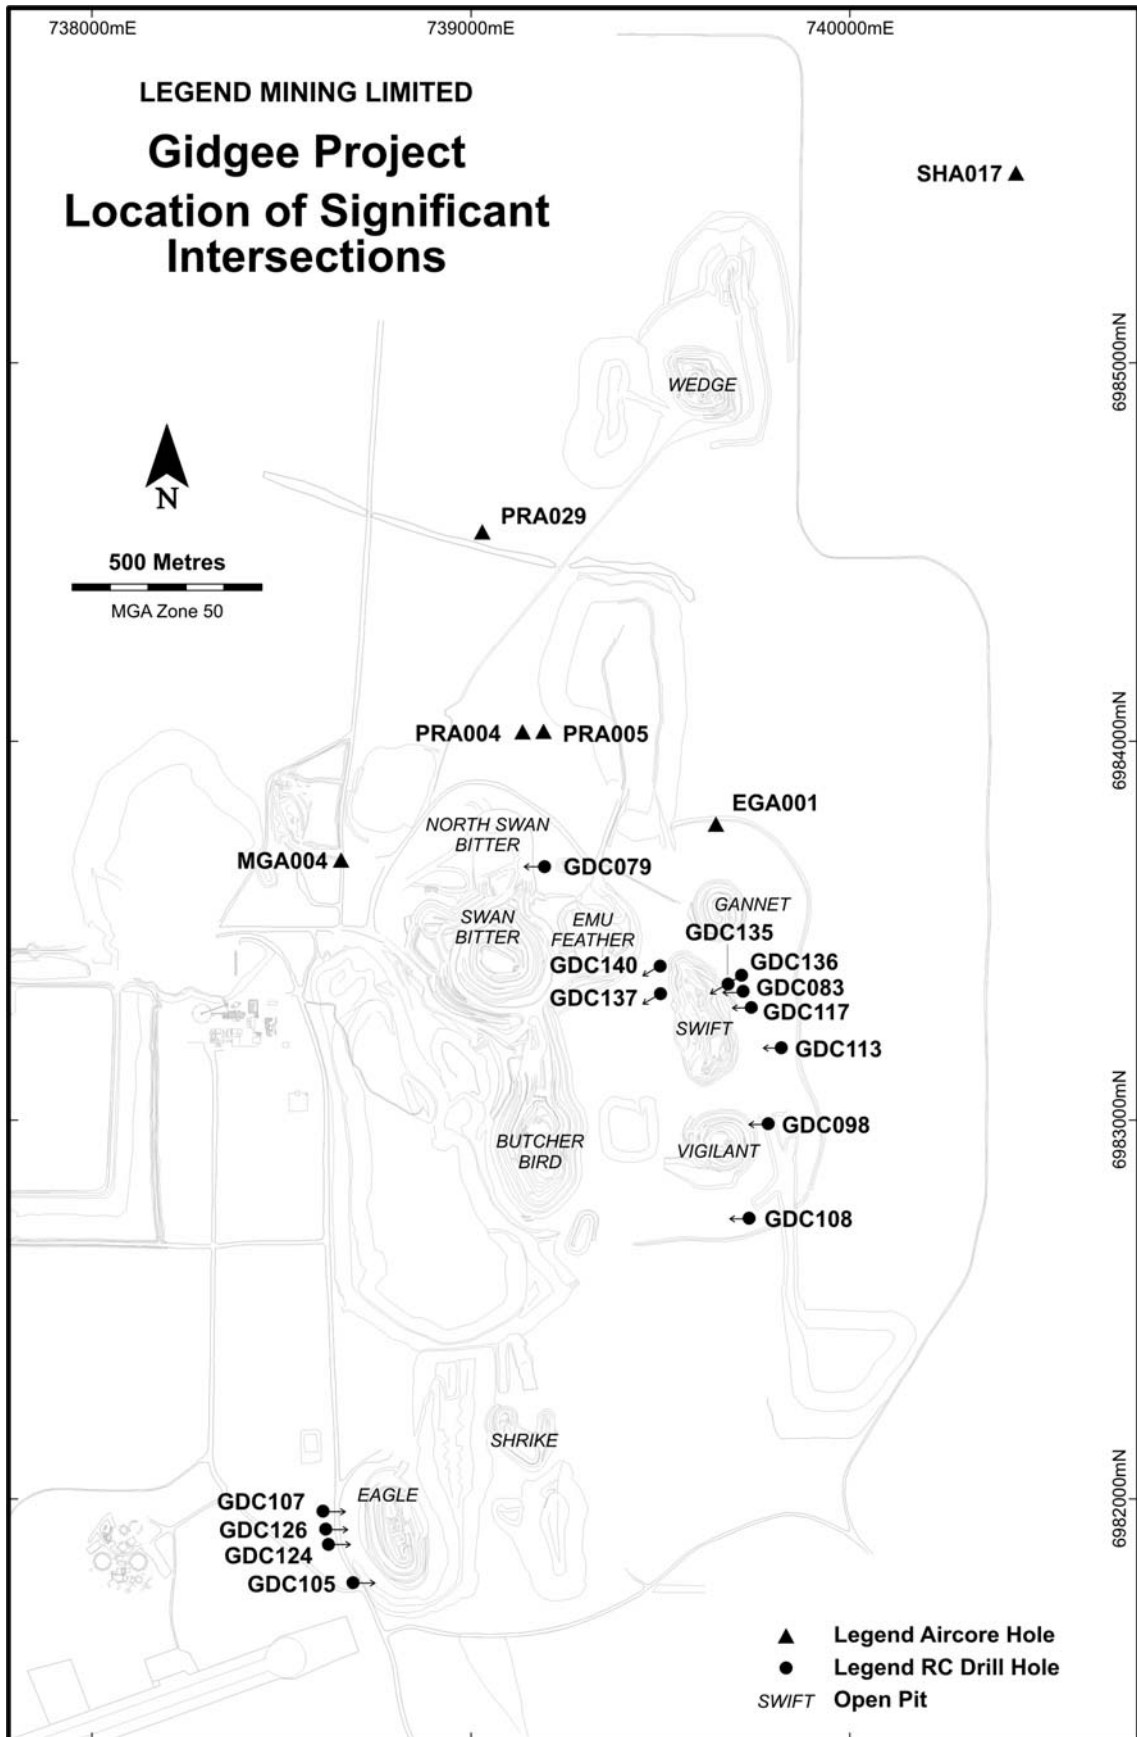 738000mE
739000mE
740000mE
LEGEND MINING LIMITED
Gidgee Project
Location of Significant
Intersections
SHA017
6985000mN
WEDGE
N
PRA029
500 Metres
MGA Zone 50
PRA004
PRA005
6984000mN
EGA001
NORTH SWAN
BITTER
MGA004
GDC079
GANNET
SWAN
BITTER
EMU
FEATHER
GDC135
GDC140
GDC136
GDC083
GDC137
GDC117
SWIFT
GDC113
6983000mN
GDC098
BUTCHER
BIRD
VIGILANT
GDC108
SHRIKE
6982000mN
EAGLE
GDC107
GDC126
GDC124
GDC105
Legend Aircore Hole
Legend RC Drill Hole
SWIFT Open Pit